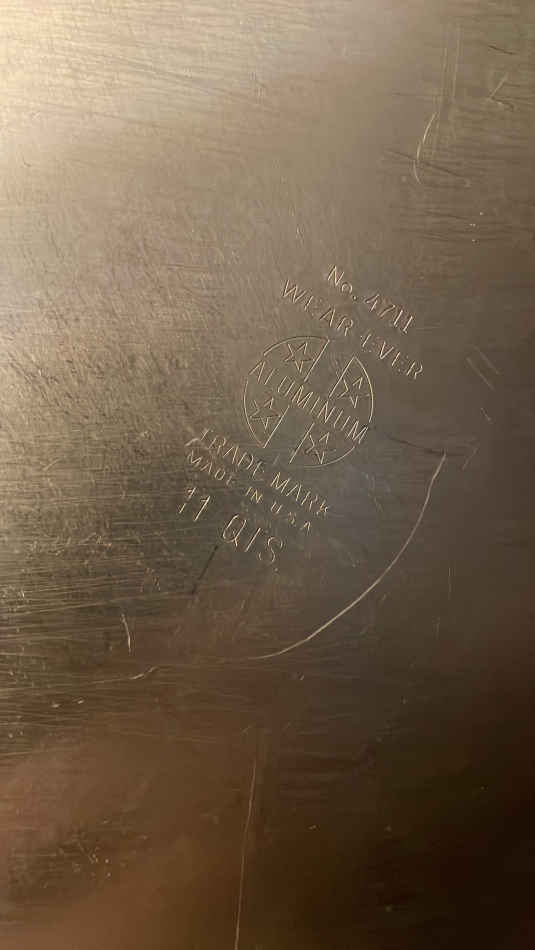 No. 4711
WEAR-EVER
ALUMINUM
TRADE MARK
MADE IN U.S.A
11 QTS.